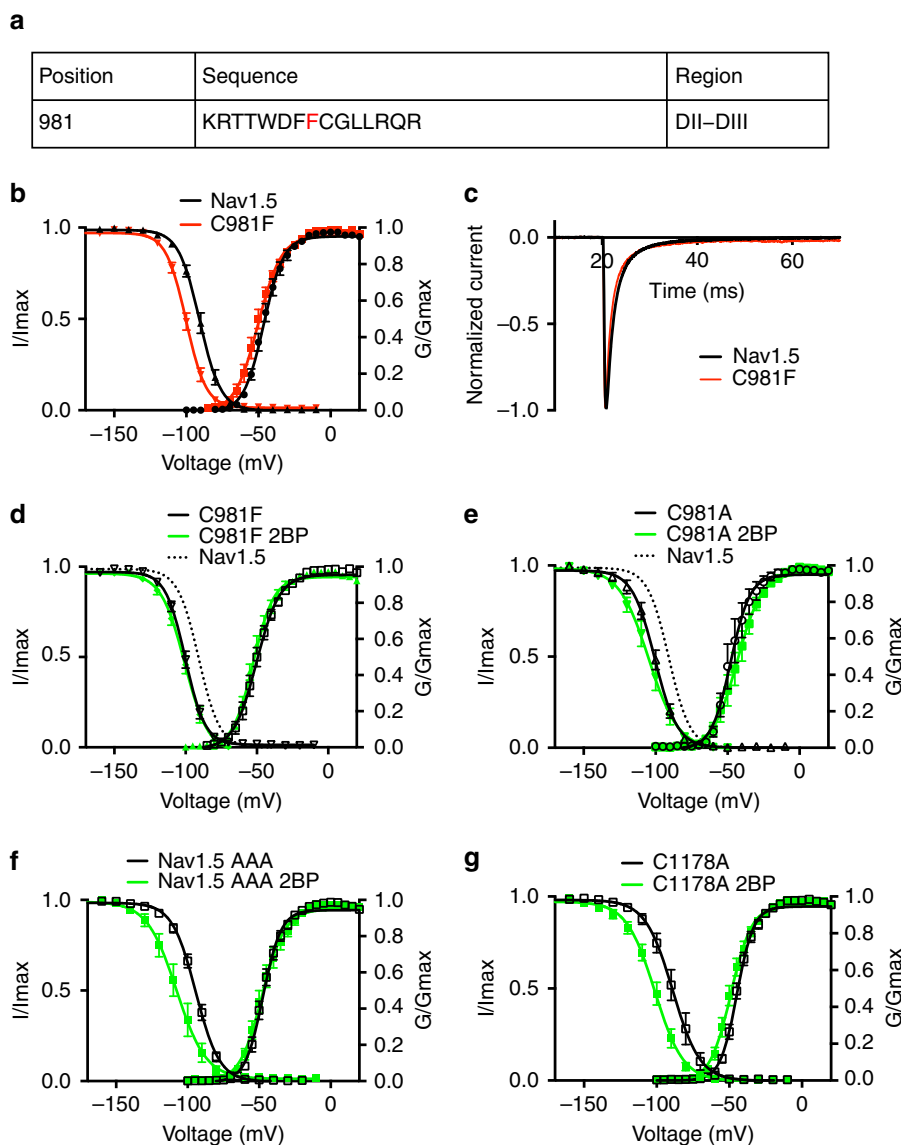 a
Position Sequence Region
981 KRTTWDFFCGLLRQR DII–DIII
b
Nav1.5
C981F
1.0
0.5
0.0
I/Imax
1.0
0.8
0.6
0.4
0.2
0.0
G/Gmax
−150 −100 −50 0
Voltage (mV)
c
0.0
−0.5
−1.0
Normalized current
20 40 60
Time (ms)
Nav1.5
C981F
d
C981F
C981F 2BP
Nav1.5
1.0
0.5
0.0
I/Imax
1.0
0.8
0.6
0.4
0.2
0.0
G/Gmax
−150 −100 −50 0
Voltage (mV)
e
C981A
C981A 2BP
Nav1.5
1.0
0.5
0.0
I/Imax
1.0
0.8
0.6
0.4
0.2
0.0
G/Gmax
−150 −100 −50 0
Voltage (mV)
f
Nav1.5 AAA
Nav1.5 AAA 2BP
1.0
0.5
0.0
I/Imax
1.0
0.8
0.6
0.4
0.2
0.0
G/Gmax
−150 −100 −50 0
Voltage (mV)
g
C1178A
C1178A 2BP
1.0
0.5
0.0
I/Imax
1.0
0.8
0.6
0.4
0.2
0.0
G/Gmax
−150 −100 −50 0
Voltage (mV)